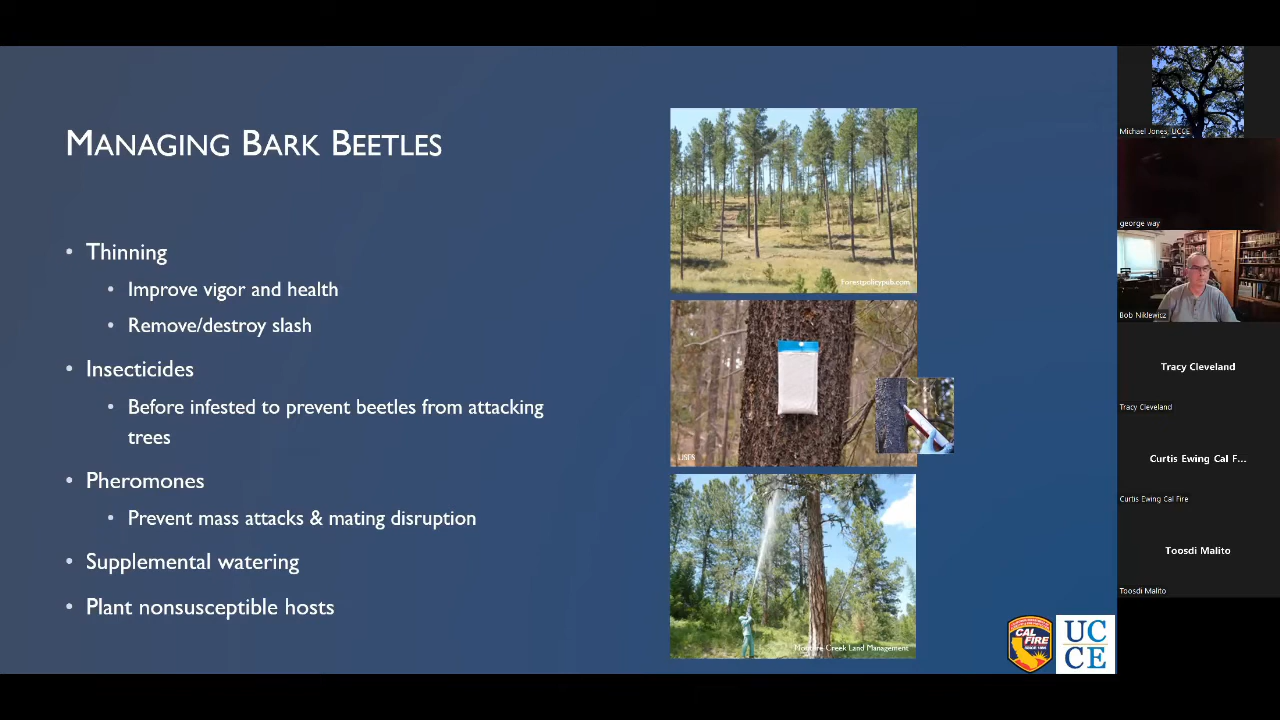 MANAGING BARK BEETLES
• Thinning
• Improve vigor and health
• Remove/destroy slash
• Insecticides
• Before infested to prevent beetles from attacking
trees
• Pheromones
• Prevent mass attacks & mating disruption
• Supplemental watering
• Plant nonsusceptible hosts
Forestpolicypub.com
USFS
Creek Land Management
CAL
FIRE
SINCE 1885
UC
CE
Michael Jones, UCCE
george way
Bob Niklewicz
Tracy Cleveland
Tracy Cleveland
Curtis Ewing Cal F...
Curtis Ewing Cal Fire
Toosdi Malito
Toosdi Malito